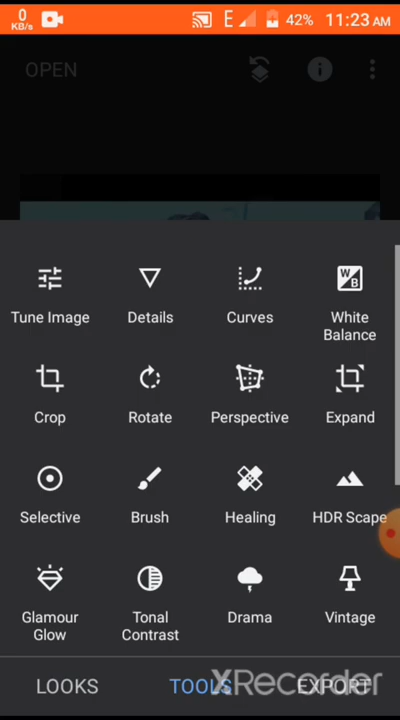 0 KB/s E 42% 11:23 AM
OPEN
Tune Image Details Curves White Balance
Crop Rotate Perspective Expand
Selective Brush Healing HDR Scape
Glamour Glow Tonal Contrast Drama Vintage
LOOKS TOOLS EXPORT
XRecorder